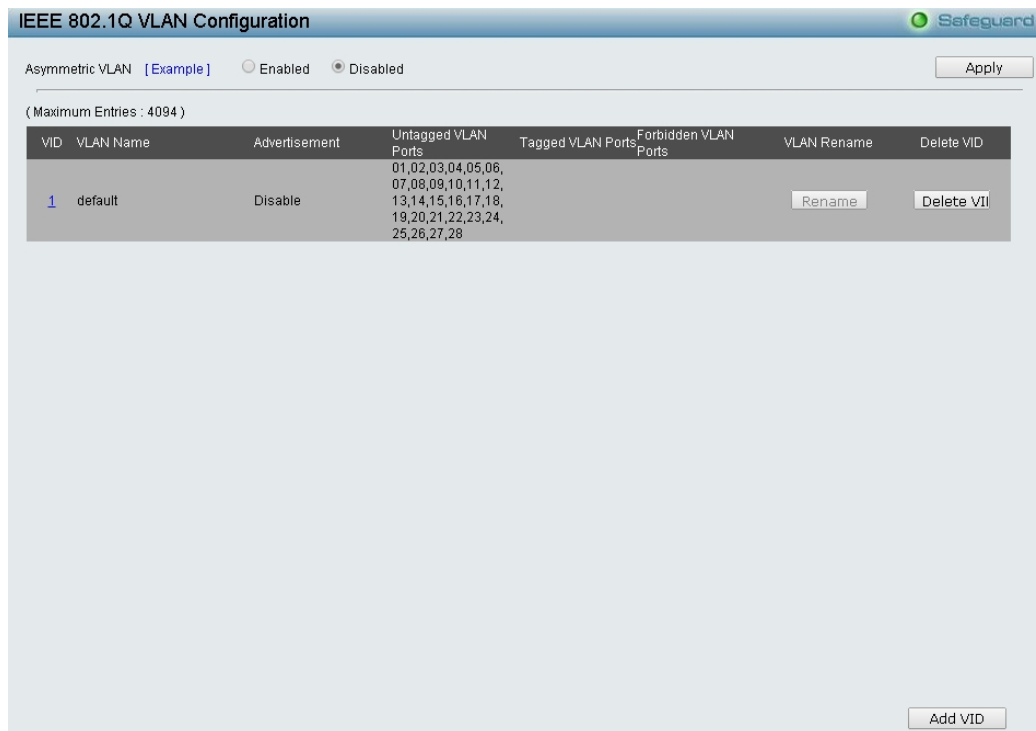 IEEE 802.1Q VLAN Configuration
Safeguard
Asymmetric VLAN [ Example ] Enabled Disabled Apply
( Maximum Entries : 4094 )
VID VLAN Name Advertisement Untagged VLAN Ports Tagged VLAN Ports Forbidden VLAN Ports VLAN Rename Delete VID
1 default Disable 01,02,03,04,05,06,
07,08,09,10,11,12,
13,14,15,16,17,18,
19,20,21,22,23,24,
25,26,27,28
Rename Delete VII
Add VID